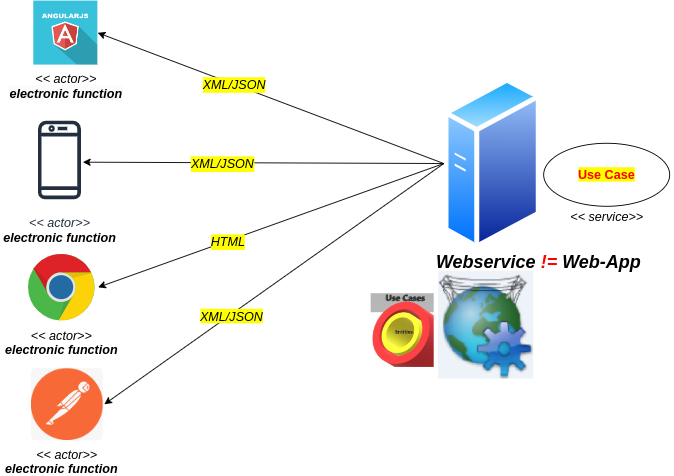 ANGULARJS
<< actor>>
electronic function
XML/JSON
XML/JSON
<< actor>>
electronic function
HTML
<< actor>>
electronic function
XML/JSON
<< actor>>
electronic function
Use Case
<< service>>
Webservice != Web-App
Use Cases
Entities